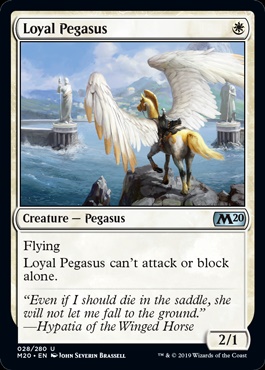 Loyal Pegasus
Creature — Pegasus
M20
Flying
Loyal Pegasus can't attack or block
alone.
“Even if I should die in the saddle, she
will not let me fall to the ground.”
—Hypatia of the Winged Horse
2/1
028/280 U
M20 • EN JOHN SEVERIN BRASSELL
™ & © 2019 Wizards of the Coast